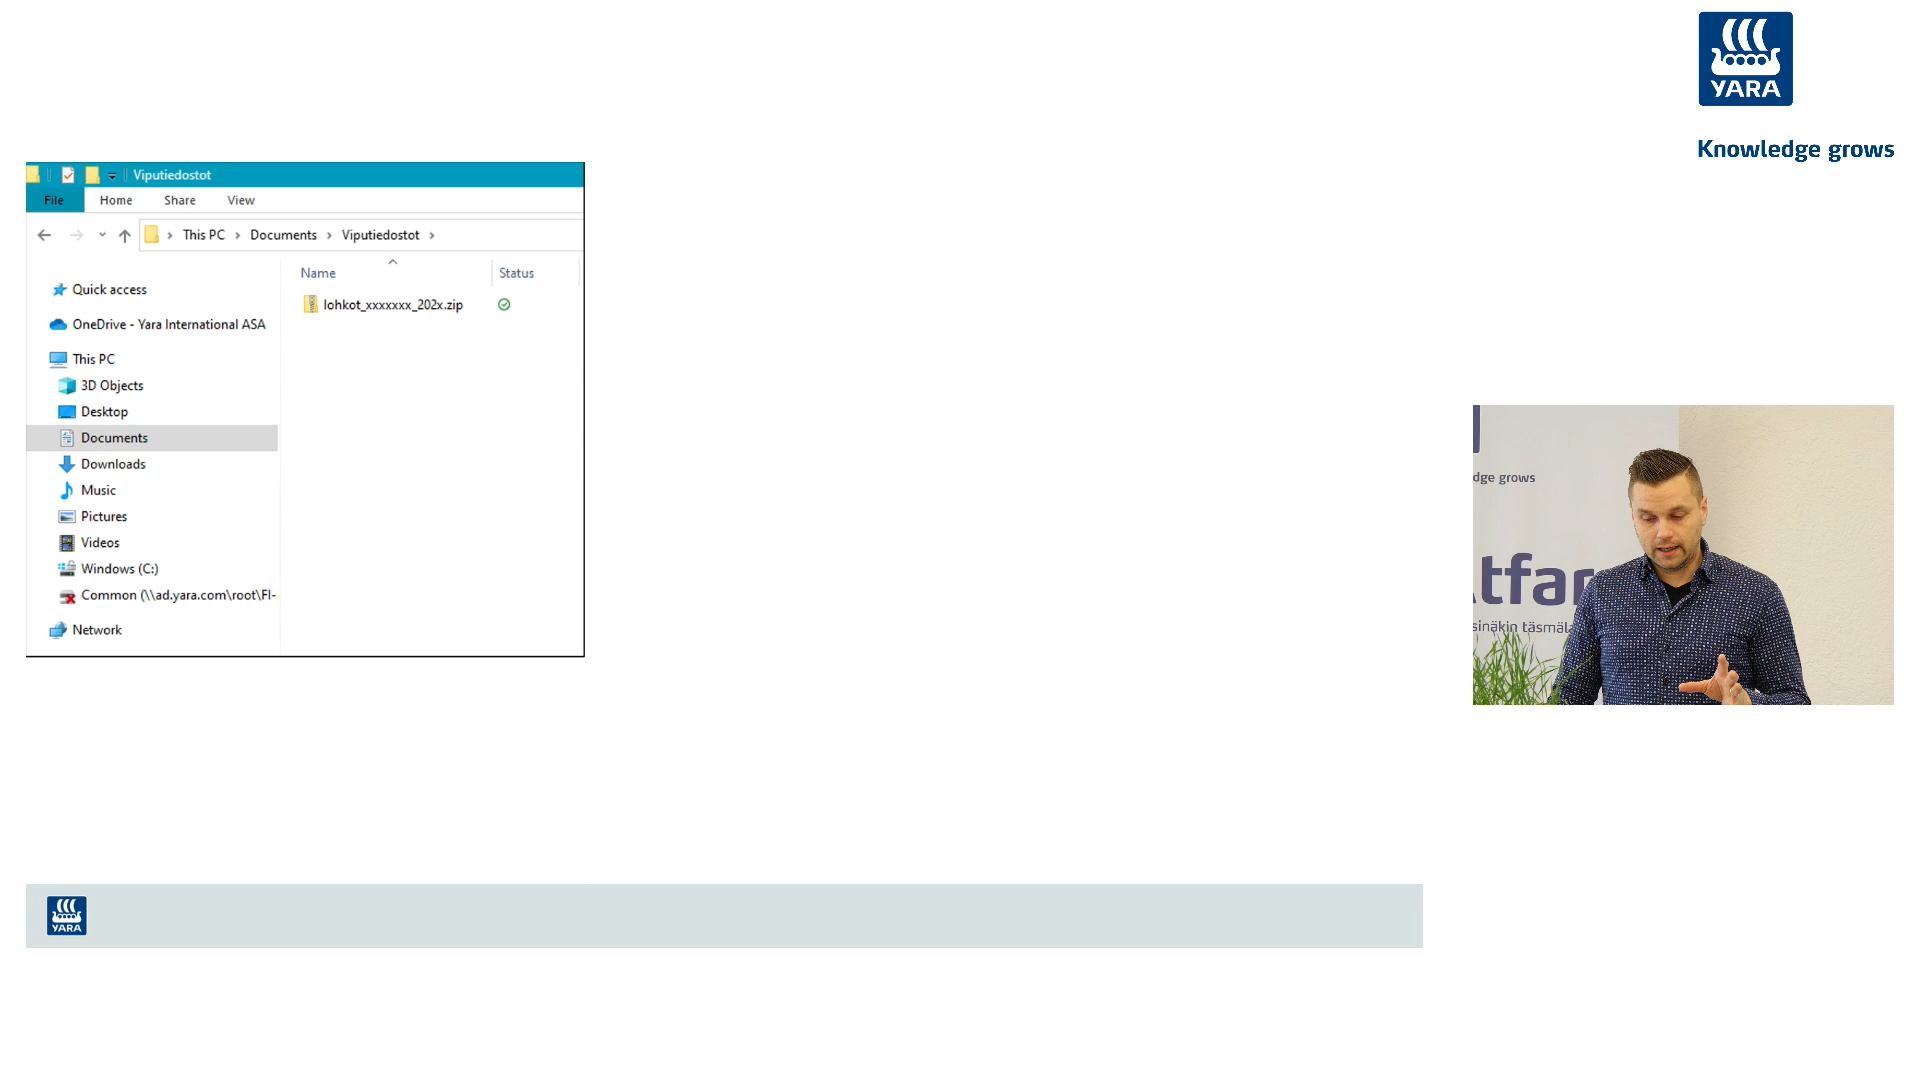 YARA
Knowledge grows
Viputiedostot
File Home Share View
This PC > Documents > Viputiedostot >
Name Status
Quick access
lohkot_xxxxxxx_202x.zip
OneDrive - Yara International ASA
This PC
3D Objects
Desktop
Documents
Downloads
Music
Pictures
Videos
Windows (C:)
Common (\\ad.yara.com\root\FI-
Network
dge grows
tfar
sinäkin täsmäl
YARA